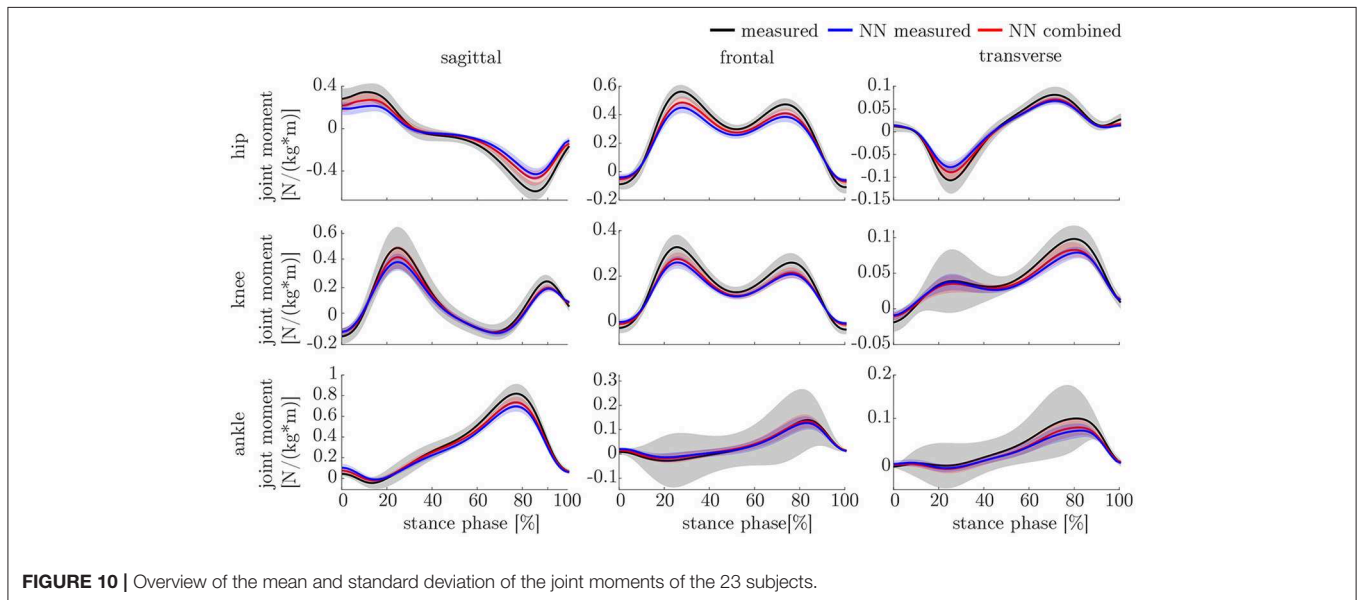 measured NN measured NN combined
sagittal frontal transverse
hip
joint moment
[N/(kg*m)]
0.4
0
-0.4
0.6
0.4
0.2
0
-0.2
0.1
0.05
0
-0.05
-0.1
-0.15
knee
joint moment
[N/(kg*m)]
0.6
0.4
0.2
0
-0.2
0.4
0.2
0
0.1
0.05
0
-0.05
ankle
joint moment
[N/(kg*m)]
1
0.8
0.6
0.4
0.2
0
0.3
0.2
0.1
0
-0.1
0.2
0.1
0
0 20 40 60 80 100 0 20 40 60 80 100 0 20 40 60 80 100
stance phase [%] stance phase[%] stance phase [%]
FIGURE 10 | Overview of the mean and standard deviation of the joint moments of the 23 subjects.